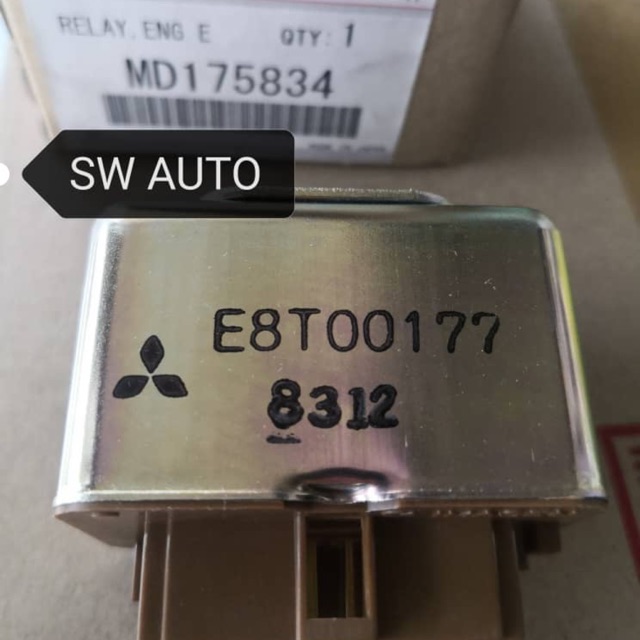 RELAY, ENG E QTY: 1
MD175834
SW AUTO
E8T00177
8312